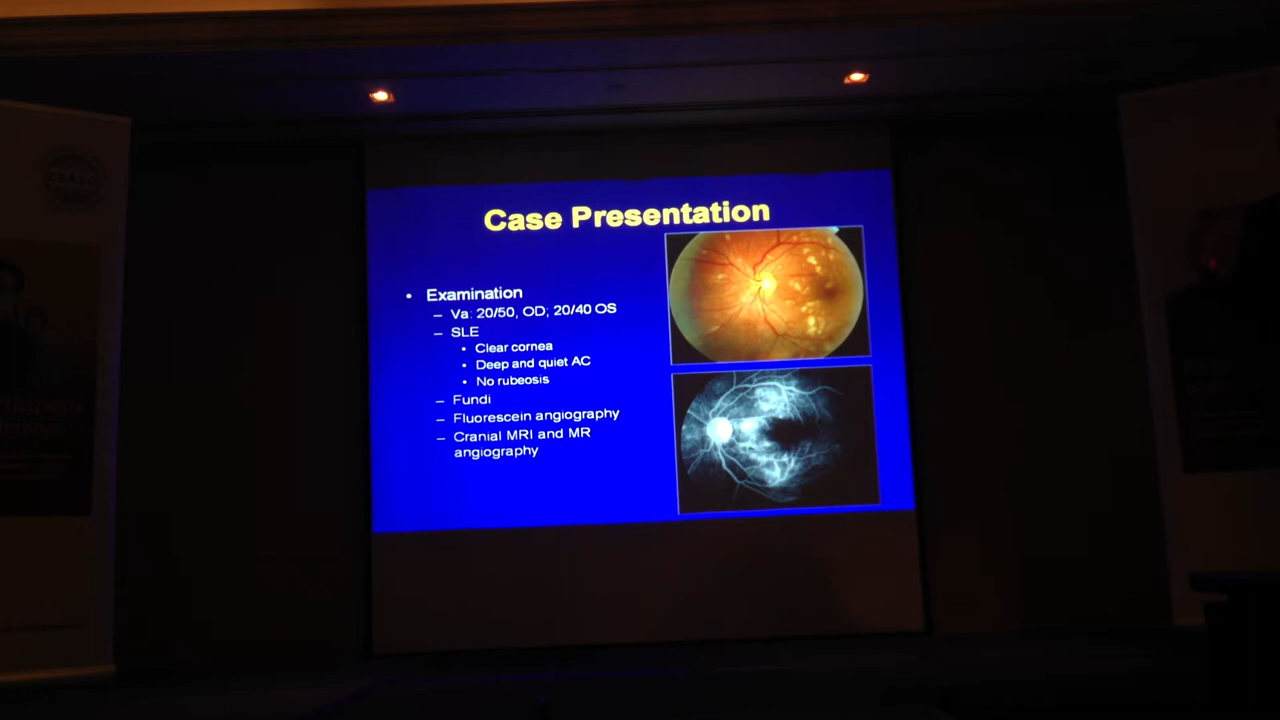 Case Presentation
• Examination
– Va: 20/50, OD; 20/40 OS
– SLE
• Clear cornea
• Deep and quiet AC
• No rubeosis
– Fundi
– Fluorescein angiography
– Cranial MRI and MR
angiography